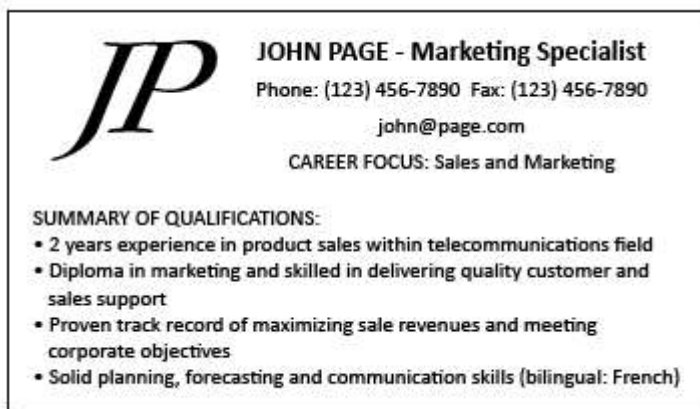 JP
JOHN PAGE - Marketing Specialist
Phone: (123) 456-7890 Fax: (123) 456-7890
john@page.com
CAREER FOCUS: Sales and Marketing
SUMMARY OF QUALIFICATIONS:
• 2 years experience in product sales within telecommunications field
• Diploma in marketing and skilled in delivering quality customer and
sales support
• Proven track record of maximizing sale revenues and meeting
corporate objectives
• Solid planning, forecasting and communication skills (bilingual: French)